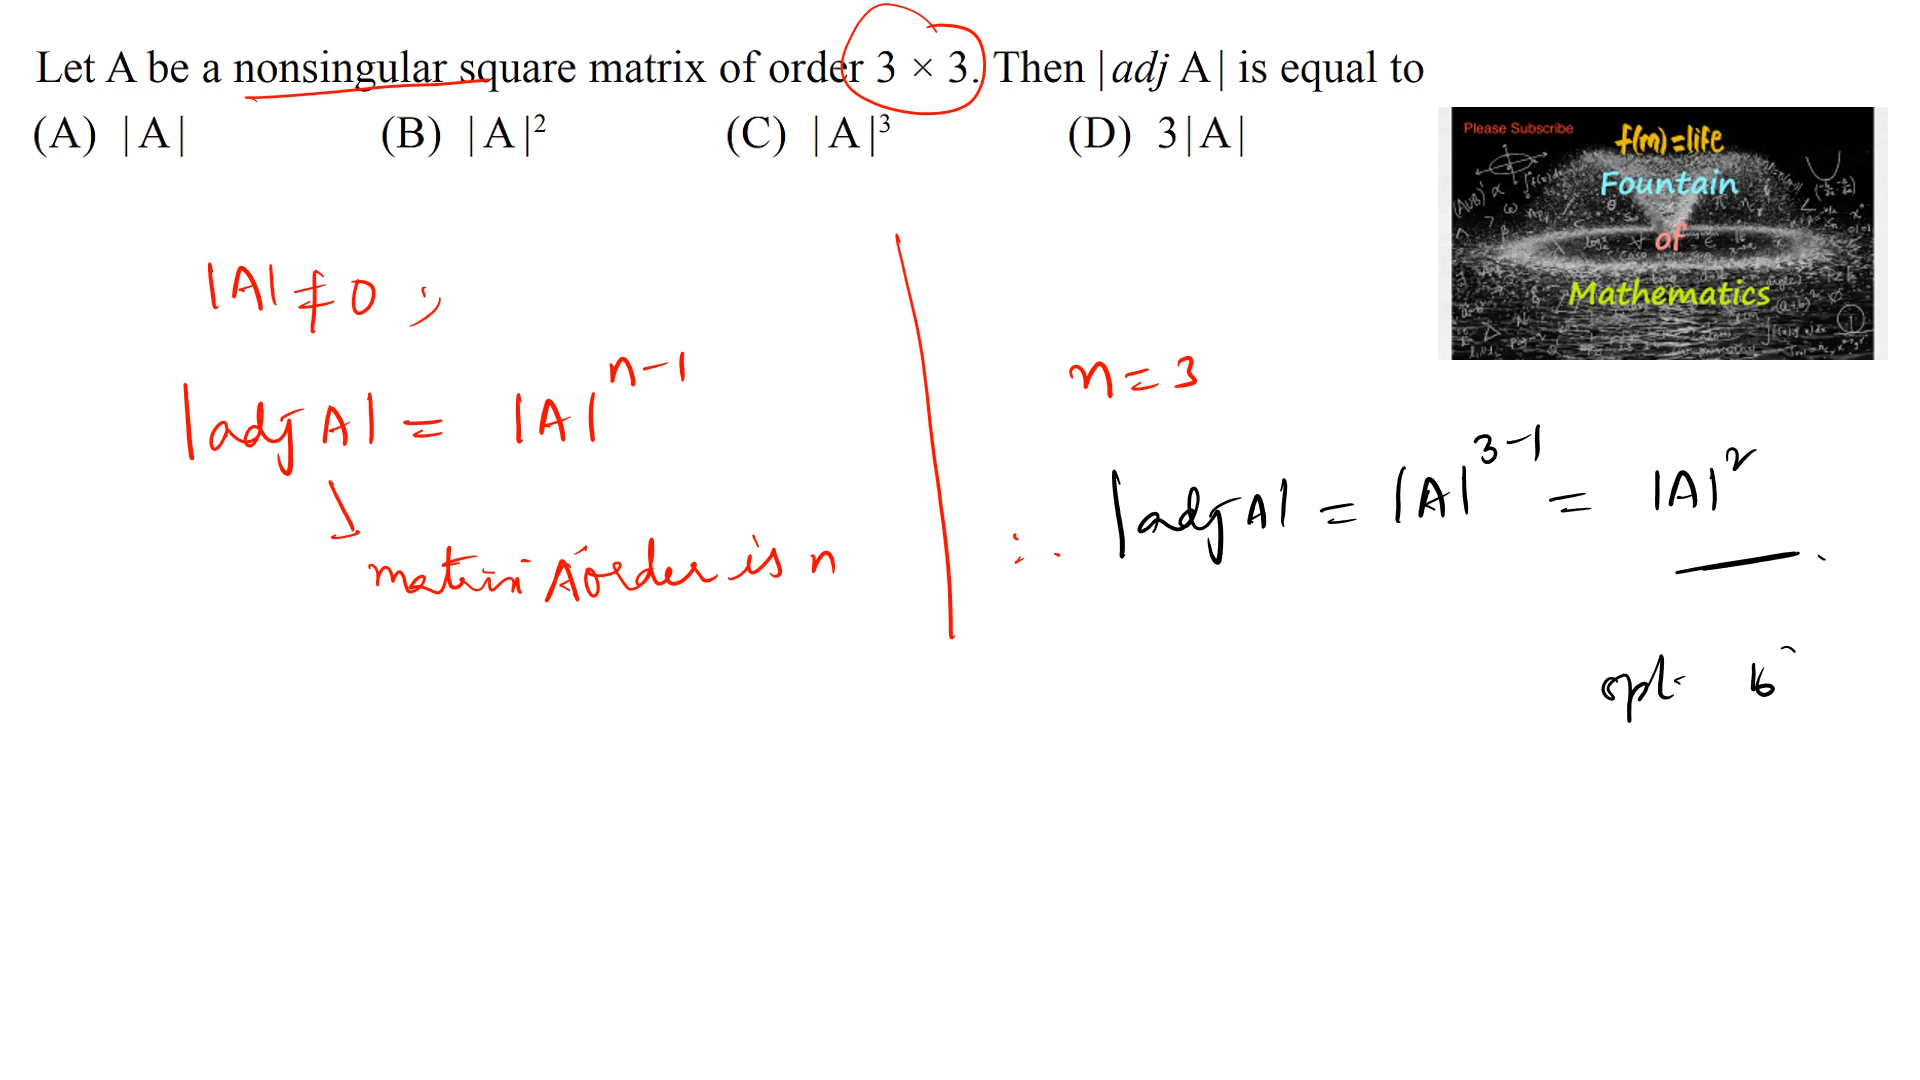 Let A be a nonsingular square matrix of order 3 × 3. Then |adj A| is equal to
(A) |A| (B) |A|² (C) |A|³ (D) 3|A|
Please Subscribe
f(m)=life
Fountain
of
Mathematics
|A| ≠ 0 ;
|adj A| = |A|ⁿ⁻¹
matrix A order is n
n = 3
∴ |adj A| = |A|³⁻¹ = |A|²
opt. b